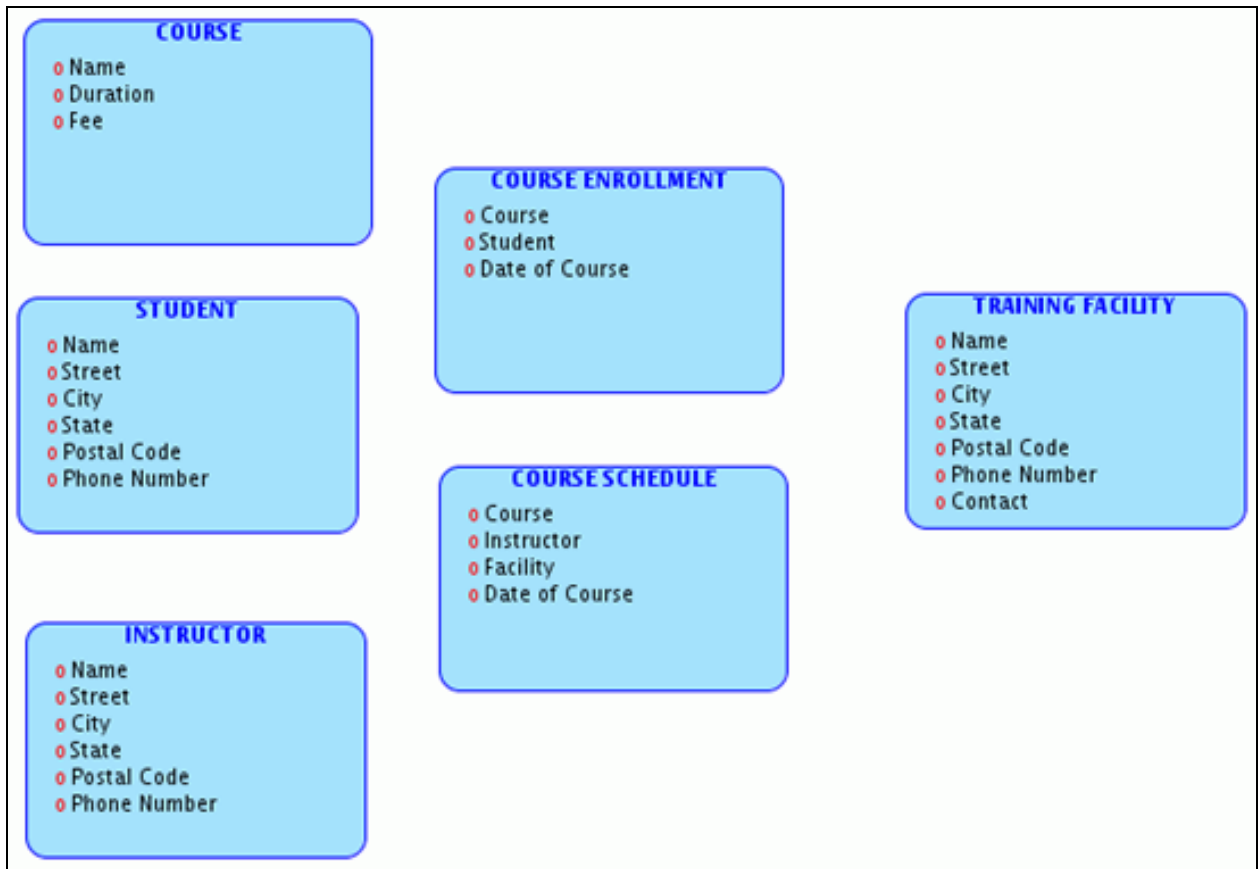 COURSE
o Name
o Duration
o Fee
COURSE ENROLLMENT
o Course
o Student
o Date of Course
STUDENT
o Name
o Street
o City
o State
o Postal Code
o Phone Number
TRAINING FACILITY
o Name
o Street
o City
o State
o Postal Code
o Phone Number
o Contact
COURSE SCHEDULE
o Course
o Instructor
o Facility
o Date of Course
INSTRUCTOR
o Name
o Street
o City
o State
o Postal Code
o Phone Number